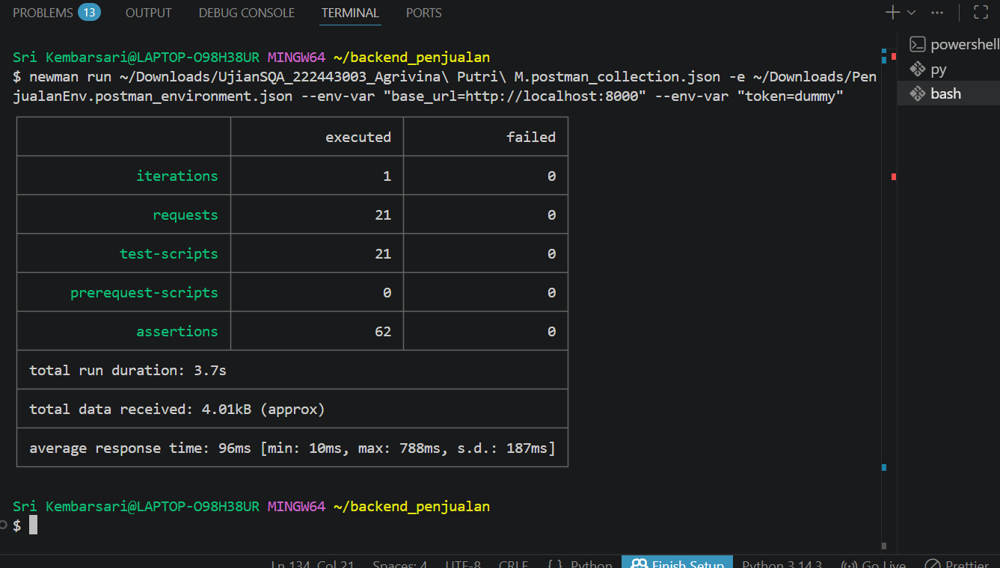 PROBLEMS 13 OUTPUT DEBUG CONSOLE TERMINAL PORTS
Sri Kembarsari@LAPTOP-O98H38UR MINGW64 ~/backend_penjualan
$ newman run ~/Downloads/UjianSQA_222443003_Agrivina\ Putri\ M.postman_collection.json -e ~/Downloads/Pen
jualanEnv.postman_environment.json --env-var "base_url=http://localhost:8000" --env-var "token=dummy"
executed failed
iterations 1 0
requests 21 0
test-scripts 21 0
prerequest-scripts 0 0
assertions 62 0
total run duration: 3.7s
total data received: 4.01kB (approx)
average response time: 96ms [min: 10ms, max: 788ms, s.d.: 187ms]
Sri Kembarsari@LAPTOP-O98H38UR MINGW64 ~/backend_penjualan
$
powershell
py
bash
Ln 134, Col 21 Spaces: 4 UTF-8 CRLF { } Python Finish Setup Python 3.14.3 Go Live Prettier